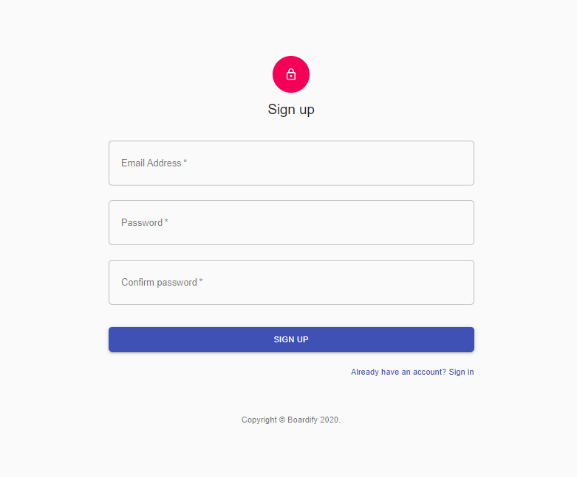 Sign up
Email Address *
Password *
Confirm password *
SIGN UP
Already have an account? Sign in
Copyright © Boardify 2020.